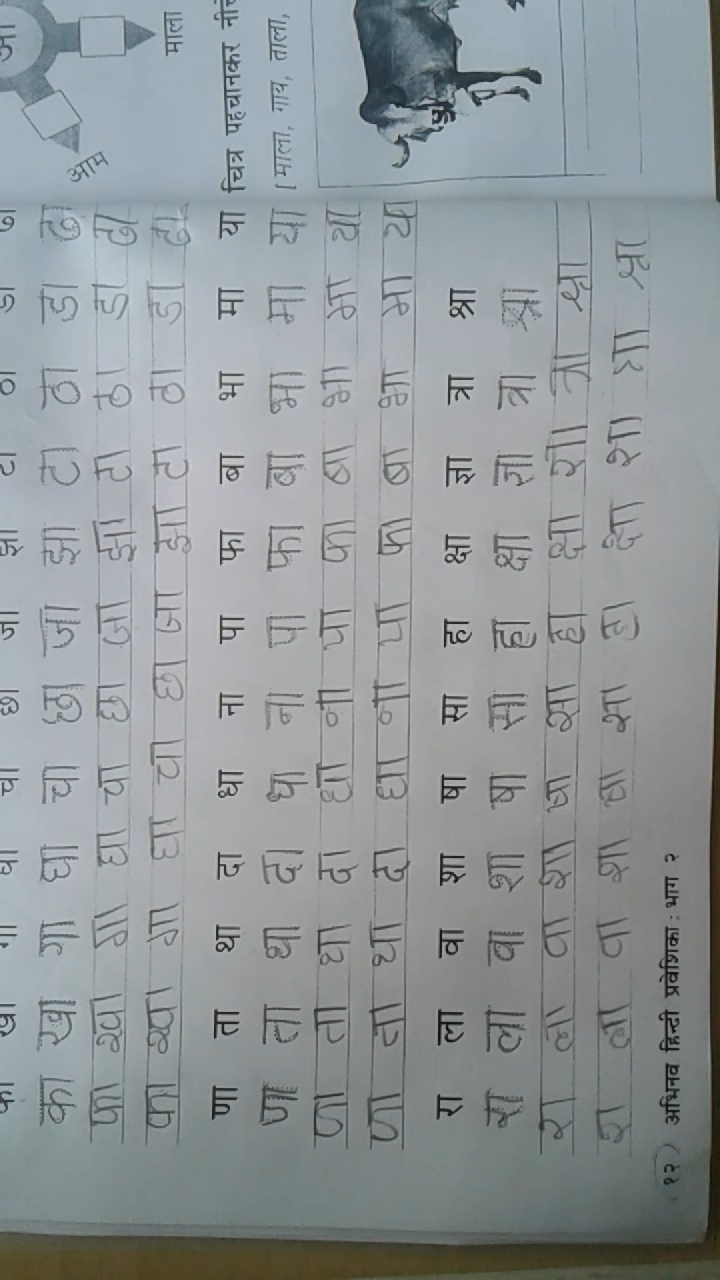 का खा गा घा चा छा जा झा टा ठा डा ढा
का खा गा घा चा छा जा झा टा ठा डा ढा
का खा गा घा चा छा जा झा टा ठा डा ढा
का खा गा घा चा छा जा झा टा ठा डा ढा
णा ता था दा धा ना पा फा बा भा मा या
णा ता था दा धा ना पा फा बा भा मा या
णा ता था दा धा ना पा फा बा भा मा या
णा ता था दा धा ना पा फा बा भा मा या
रा ला वा शा षा सा हा क्षा ज्ञा त्रा श्रा
रा ला वा शा षा सा हा क्षा ज्ञा त्रा श्रा
रा ला वा शा षा सा हा क्षा
रा ला वा शा षा सा हा क्षा
१२) अभिनव हिन्दी प्रवेशिका : भाग २
आ
आम
माला
चित्र पहचानकर नीचे
(माला, गाय, ताला,